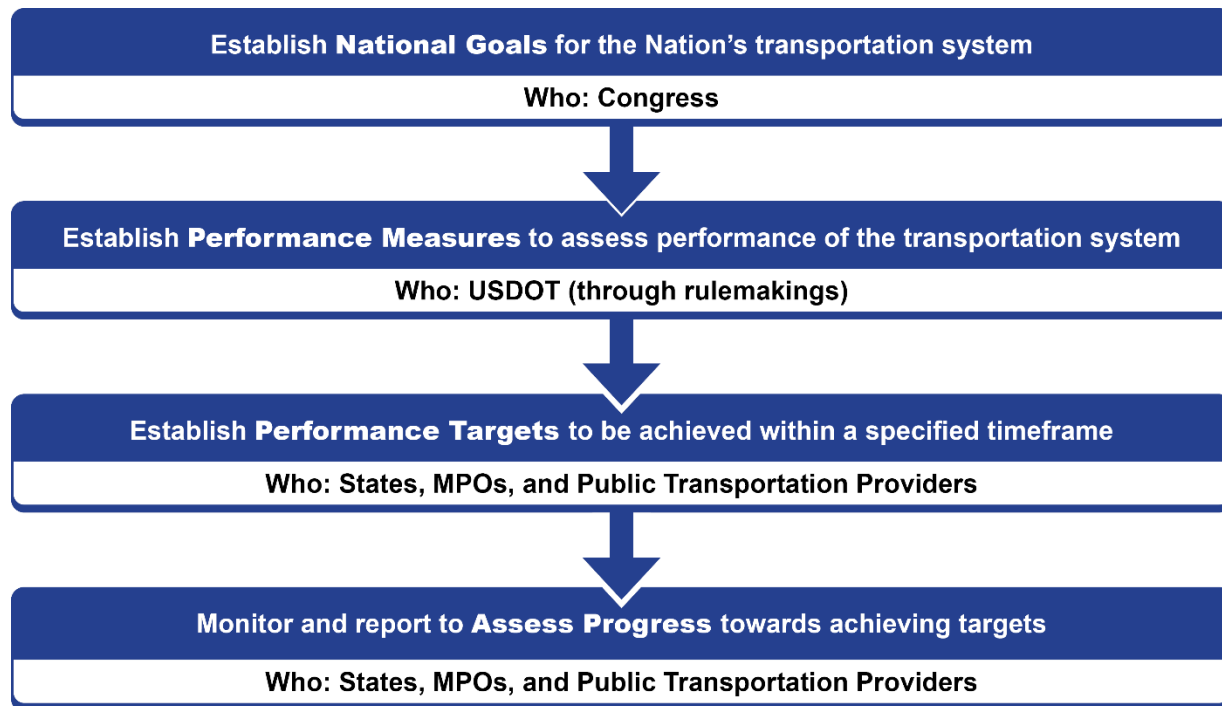 Establish National Goals for the Nation’s transportation system
Who: Congress
Establish Performance Measures to assess performance of the transportation system
Who: USDOT (through rulemakings)
Establish Performance Targets to be achieved within a specified timeframe
Who: States, MPOs, and Public Transportation Providers
Monitor and report to Assess Progress towards achieving targets
Who: States, MPOs, and Public Transportation Providers